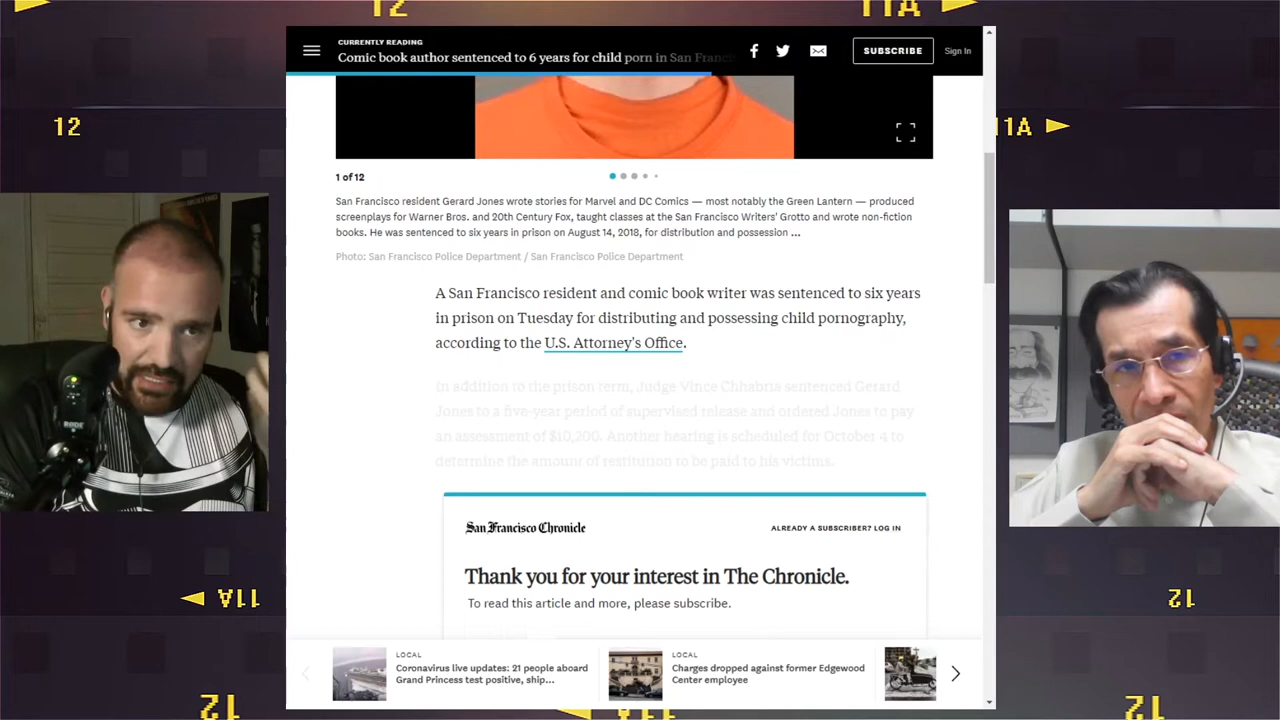 12
11A
CURRENTLY READING
Comic book author sentenced to 6 years for child porn in San Franc
SUBSCRIBE
Sign In
12
11A
1 of 12
San Francisco resident Gerard Jones wrote stories for Marvel and DC Comics — most notably the Green Lantern — produced
screenplays for Warner Bros. and 20th Century Fox, taught classes at the San Francisco Writers' Grotto and wrote non-fiction
books. He was sentenced to six years in prison on August 14, 2018, for distribution and possession ...
Photo: San Francisco Police Department / San Francisco Police Department
A San Francisco resident and comic book writer was sentenced to six years
in prison on Tuesday for distributing and possessing child pornography,
according to the U.S. Attorney's Office.
In addition to the prison term, Judge Vince Chhabria sentenced Gerard
Jones to a five-year period of supervised release and ordered Jones to pay
an assessment of $10,200. Another hearing is scheduled for October 4 to
determine the amount of restitution to be paid to his victims.
RODE
San Francisco Chronicle
ALREADY A SUBSCRIBER? LOG IN
Thank you for your interest in The Chronicle.
To read this article and more, please subscribe.
11A
12
LOCAL
Coronavirus live updates: 21 people aboard
Grand Princess test positive, ship...
LOCAL
Charges dropped against former Edgewood
Center employee
12
11A
12